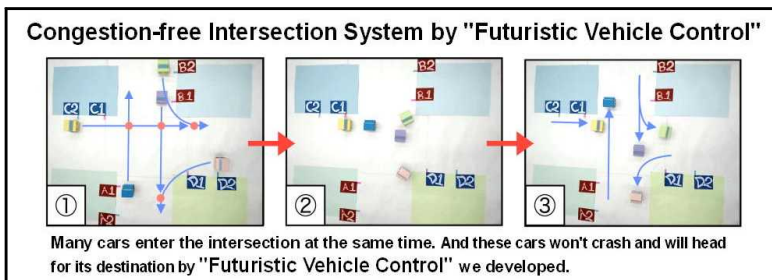 Congestion-free Intersection System by "Futuristic Vehicle Control"
B2
B1
C2 C1
D1 D2
A1
A2
①
B2
B1
C2 C1
D1 D2
A1
A2
②
B2
B1
C2 C1
D1 D2
A1
A2
③
Many cars enter the intersection at the same time. And these cars won't crash and will head
for its destination by "Futuristic Vehicle Control" we developed.